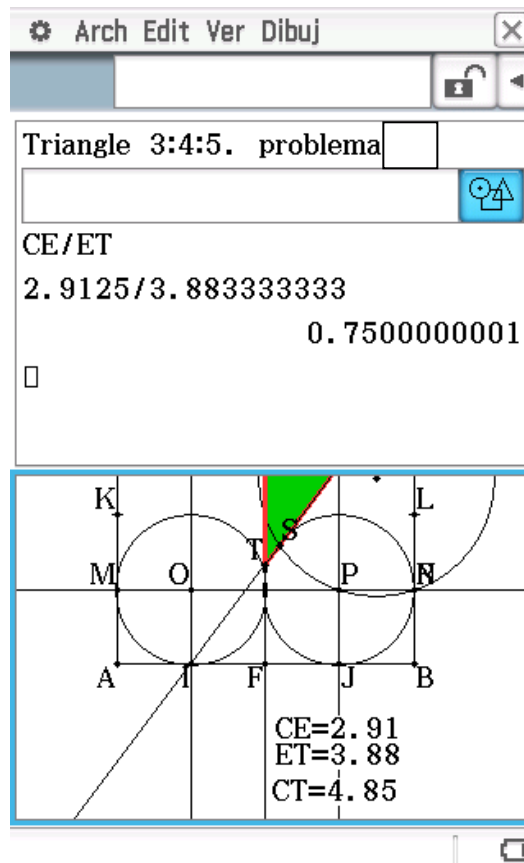 Arch Edit Ver Dibuj
Triangle 3:4:5. problema
CE/ET
2.9125/3.883333333
0.7500000001
K L
S
T
M O P N
A I F J B
CE=2.91
ET=3.88
CT=4.85